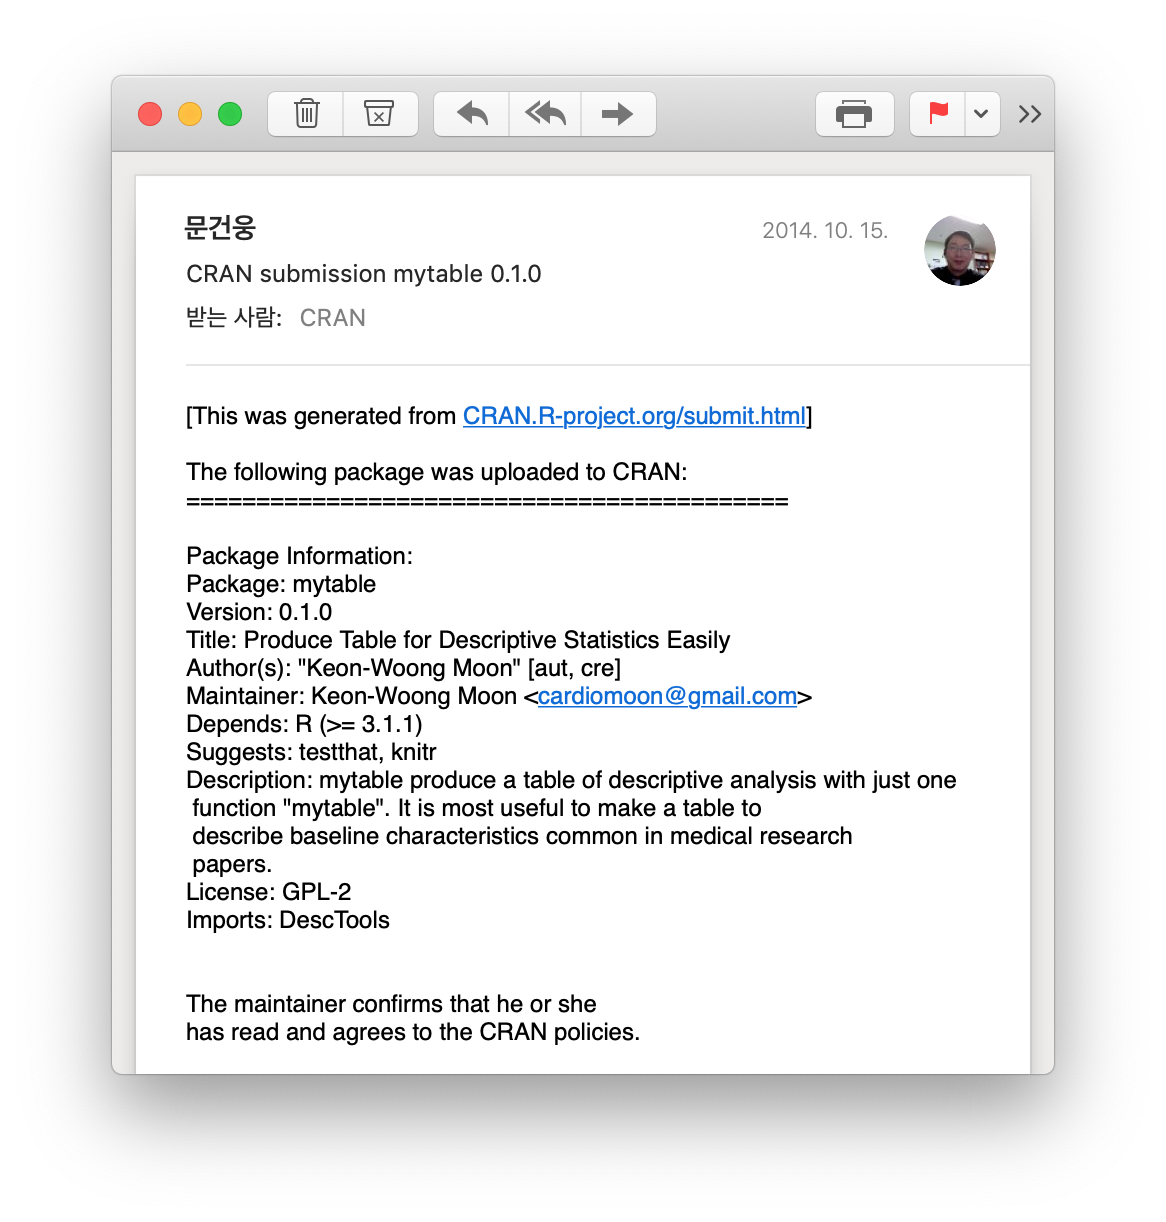 문건웅
2014. 10. 15.
CRAN submission mytable 0.1.0
받는 사람: CRAN
[This was generated from CRAN.R-project.org/submit.html]
The following package was uploaded to CRAN:
===========================================
Package Information:
Package: mytable
Version: 0.1.0
Title: Produce Table for Descriptive Statistics Easily
Author(s): "Keon-Woong Moon" [aut, cre]
Maintainer: Keon-Woong Moon <cardiomoon@gmail.com>
Depends: R (>= 3.1.1)
Suggests: testthat, knitr
Description: mytable produce a table of descriptive analysis with just one
function "mytable". It is most useful to make a table to
describe baseline characteristics common in medical research
papers.
License: GPL-2
Imports: DescTools
The maintainer confirms that he or she
has read and agrees to the CRAN policies.